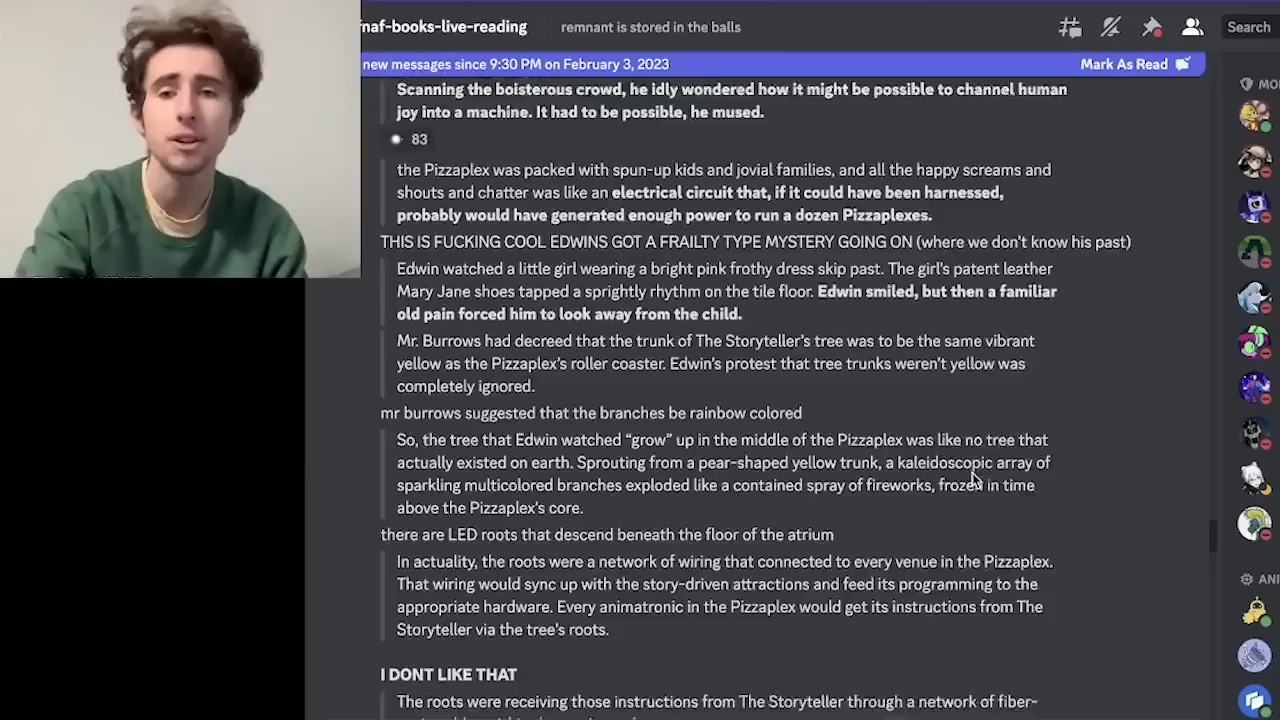 fnaf-books-live-reading
remnant is stored in the balls
Search
new messages since 9:30 PM on February 3, 2023
Mark As Read
Scanning the boisterous crowd, he idly wondered how it might be possible to channel human
joy into a machine. It had to be possible, he mused.
83
the Pizzaplex was packed with spun-up kids and jovial families, and all the happy screams and
shouts and chatter was like an electrical circuit that, if it could have been harnessed,
probably would have generated enough power to run a dozen Pizzaplexes.
THIS IS FUCKING COOL EDWINS GOT A FRAILTY TYPE MYSTERY GOING ON (where we don't know his past)
Edwin watched a little girl wearing a bright pink frothy dress skip past. The girl's patent leather
Mary Jane shoes tapped a sprightly rhythm on the tile floor. Edwin smiled, but then a familiar
old pain forced him to look away from the child.
Mr. Burrows had decreed that the trunk of The Storyteller's tree was to be the same vibrant
yellow as the Pizzaplex's roller coaster. Edwin's protest that tree trunks weren't yellow was
completely ignored.
mr burrows suggested that the branches be rainbow colored
So, the tree that Edwin watched "grow" up in the middle of the Pizzaplex was like no tree that
actually existed on earth. Sprouting from a pear-shaped yellow trunk, a kaleidoscopic array of
sparkling multicolored branches exploded like a contained spray of fireworks, frozen in time
above the Pizzaplex's core.
there are LED roots that descend beneath the floor of the atrium
In actuality, the roots were a network of wiring that connected to every venue in the Pizzaplex.
That wiring would sync up with the story-driven attractions and feed its programming to the
appropriate hardware. Every animatronic in the Pizzaplex would get its instructions from The
Storyteller via the tree's roots.
I DONT LIKE THAT
The roots were receiving those instructions from The Storyteller through a network of fiber-